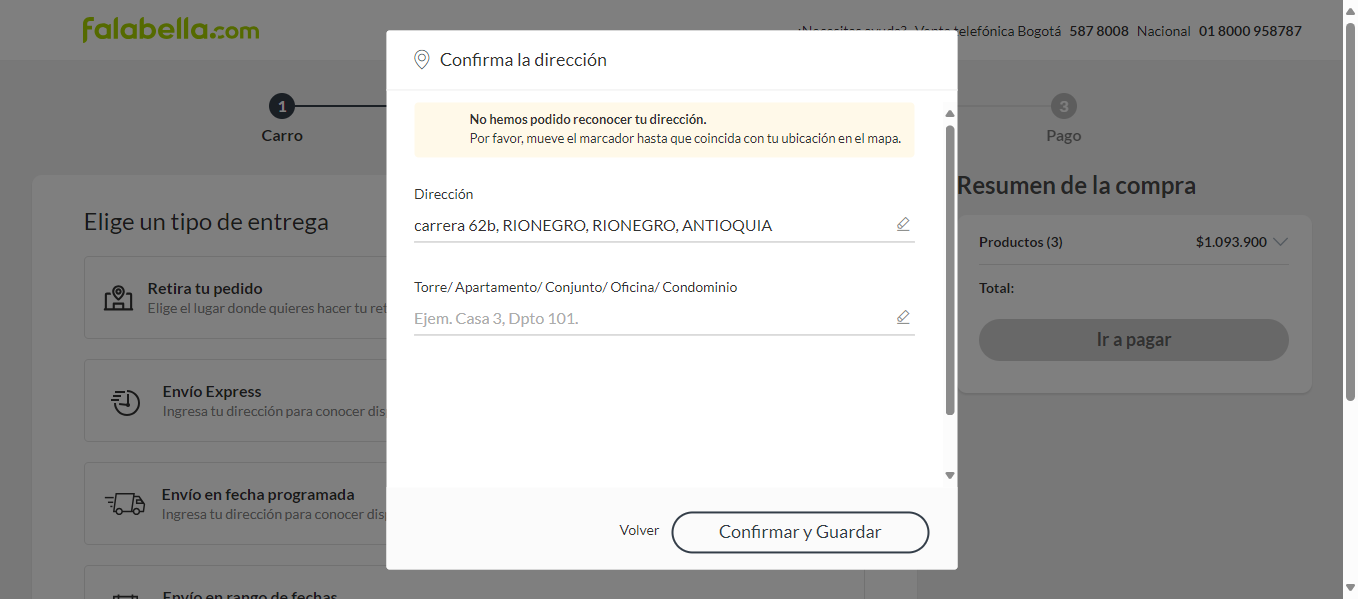 falabella.com
¿Necesitas ayuda? Venta telefónica Bogotá 587 8008 Nacional 01 8000 958787
Confirma la dirección
1
3
Carro
Pago
No hemos podido reconocer tu dirección.
Por favor, mueve el marcador hasta que coincida con tu ubicación en el mapa.
Resumen de la compra
Dirección
carrera 62b, RIONEGRO, RIONEGRO, ANTIOQUIA
Elige un tipo de entrega
Productos (3) $1.093.900
Retira tu pedido
Elige el lugar donde quieres hacer tu ret
Torre/ Apartamento/ Conjunto/ Oficina/ Condominio
Ejem. Casa 3, Dpto 101.
Total:
Ir a pagar
Envío Express
Ingresa tu dirección para conocer dis
Envío en fecha programada
Ingresa tu dirección para conocer dis
Volver
Confirmar y Guardar
Envío en rango de fechas